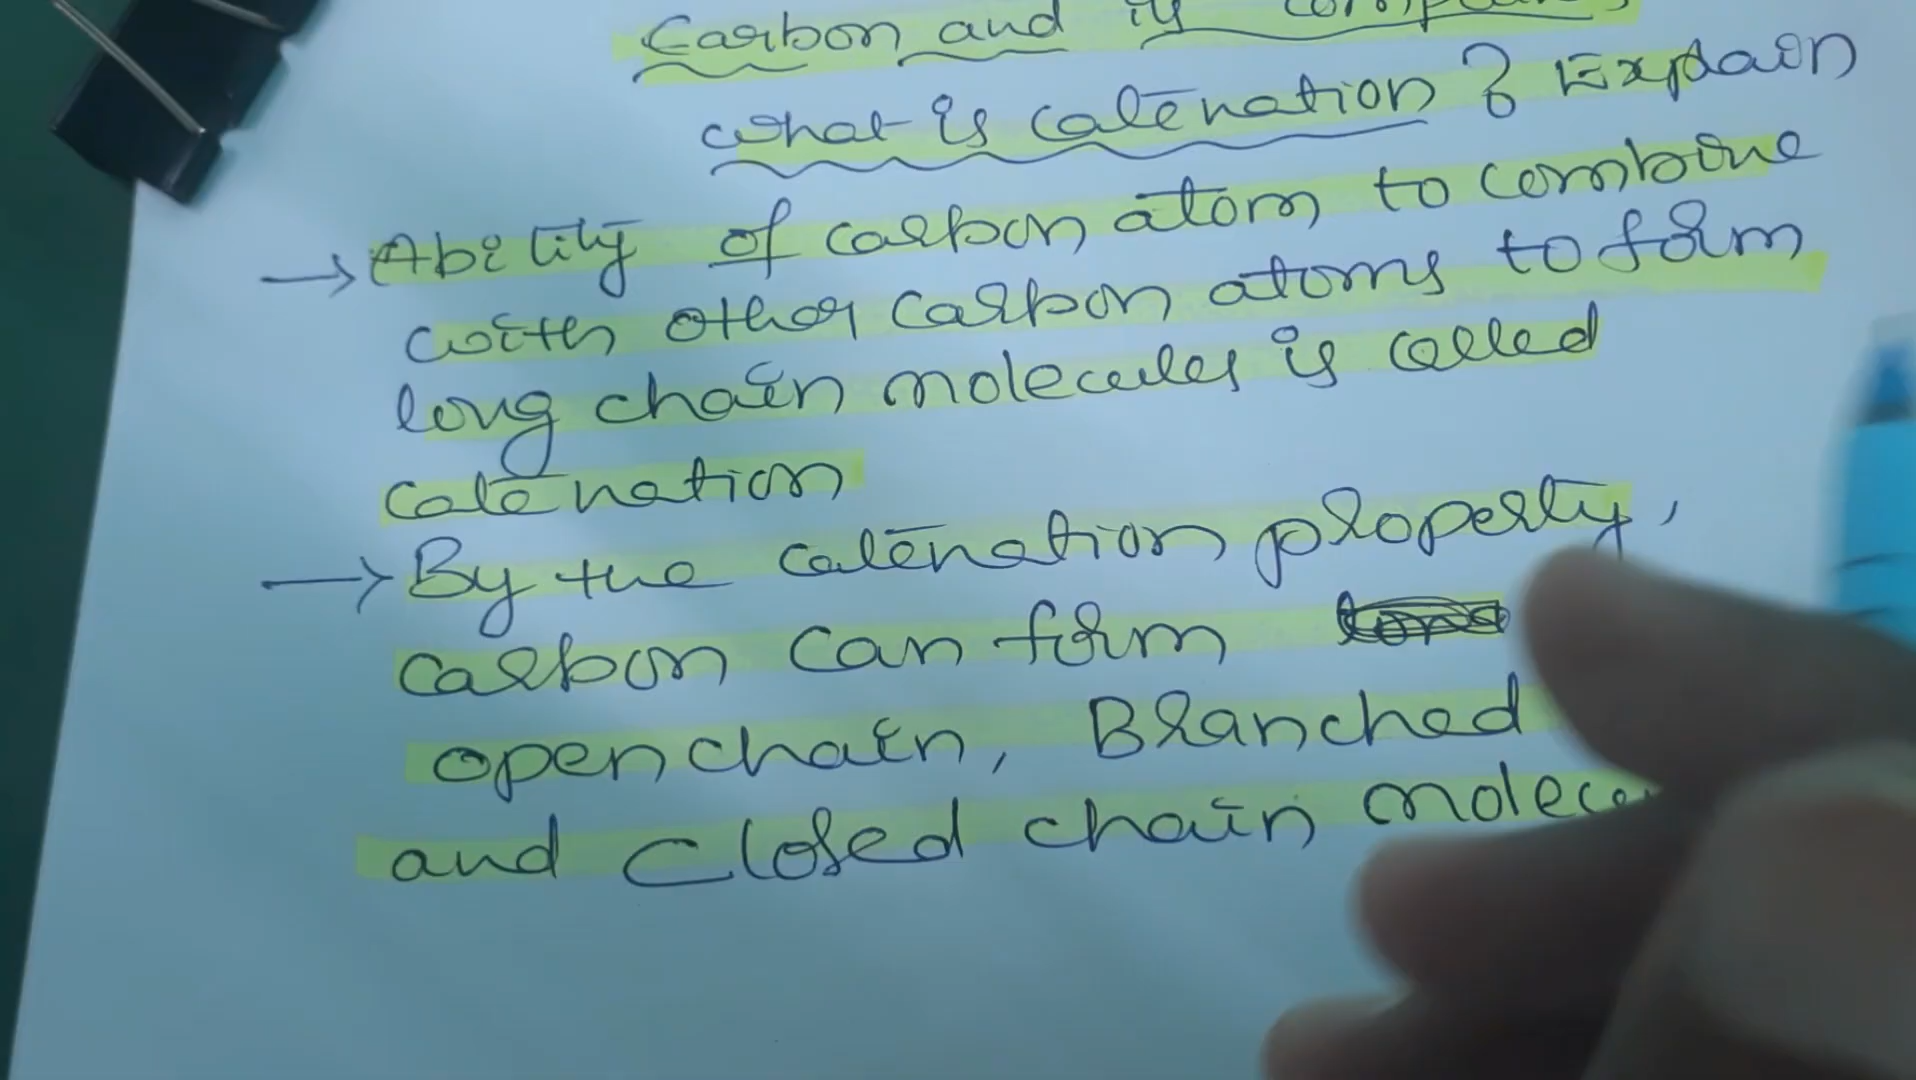 Carbon and its
What is catenation ? Explain
→ Ability of carbon atom to combine
with other carbon atoms to form
long chain molecules is called
catenation
→ By the catenation property,
carbon can form
open chain, Branched
and closed chain